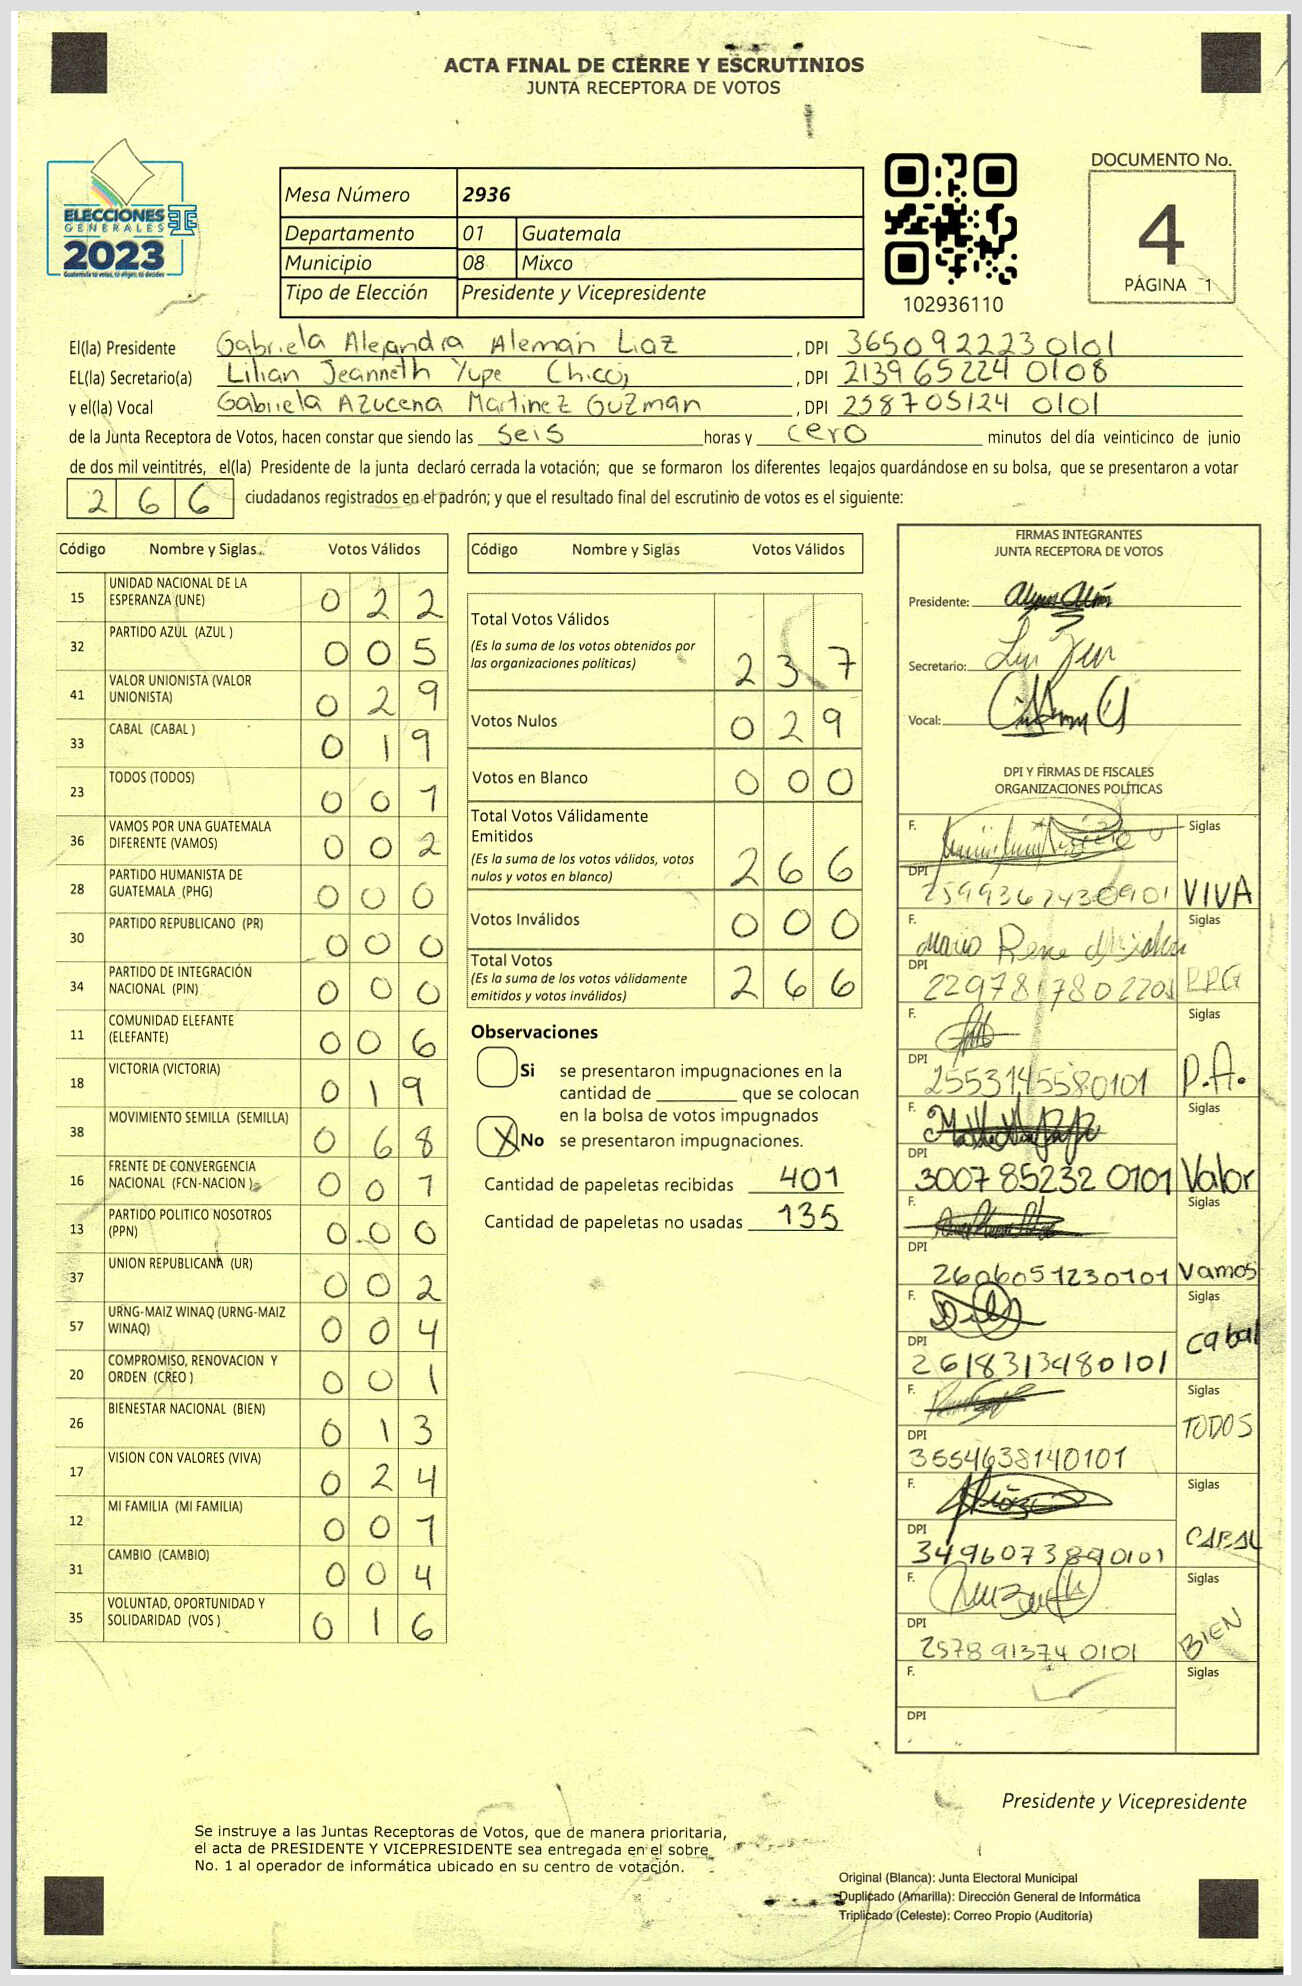 ACTA FINAL DE CIERRE Y ESCRUTINIOS
JUNTA RECEPTORA DE VOTOS
ELECCIONES
GENERALES
2023
Guatemala tú votas, tú eliges, tú decides
Mesa Número 2936
Departamento 01 Guatemala
Municipio 08 Mixco
Tipo de Elección Presidente y Vicepresidente
102936110
DOCUMENTO No.
4
PÁGINA 1
El(la) Presidente Gabriela Alejandra Alemán Liaz , DPI 3650922230101
EL(la) Secretario(a) Lilian Jeanneth Yupe Chicoj , DPI 2139652240108
y el(la) Vocal Gabriela Azucena Martinez Guzman , DPI 258705124 0101
de la Junta Receptora de Votos, hacen constar que siendo las seis horas y cero minutos del día veinticinco de junio
de dos mil veintitrés, el(la) Presidente de la junta declaró cerrada la votación; que se formaron los diferentes legajos quardándose en su bolsa, que se presentaron a votar
266 ciudadanos registrados en el padrón; y que el resultado final del escrutinio de votos es el siguiente:
Código Nombre y Siglas Votos Válidos
15 UNIDAD NACIONAL DE LA ESPERANZA (UNE) 022
32 PARTIDO AZUL (AZUL ) 005
41 VALOR UNIONISTA (VALOR UNIONISTA) 029
33 CABAL (CABAL ) 019
23 TODOS (TODOS) 001
36 VAMOS POR UNA GUATEMALA DIFERENTE (VAMOS) 002
28 PARTIDO HUMANISTA DE GUATEMALA (PHG) 000
30 PARTIDO REPUBLICANO (PR) 000
34 PARTIDO DE INTEGRACIÓN NACIONAL (PIN) 000
11 COMUNIDAD ELEFANTE (ELEFANTE) 006
18 VICTORIA (VICTORIA) 019
38 MOVIMIENTO SEMILLA (SEMILLA) 068
16 FRENTE DE CONVERGENCIA NACIONAL (FCN-NACION ) 001
13 PARTIDO POLITICO NOSOTROS (PPN) 000
37 UNION REPUBLICANA (UR) 002
57 URNG-MAIZ WINAQ (URNG-MAIZ WINAQ) 004
20 COMPROMISO, RENOVACION Y ORDEN (CREO ) 001
26 BIENESTAR NACIONAL (BIEN) 013
17 VISION CON VALORES (VIVA) 024
12 MI FAMILIA (MI FAMILIA) 001
31 CAMBIO (CAMBIO) 004
35 VOLUNTAD, OPORTUNIDAD Y SOLIDARIDAD (VOS ) 016
Código Nombre y Siglas Votos Válidos
Total Votos Válidos 237
(Es la suma de los votos obtenidos por
las organizaciones políticas)
Votos Nulos 029
Votos en Blanco 000
Total Votos Válidamente
Emitidos 266
(Es la suma de los votos válidos, votos
nulos y votos en blanco)
Votos Inválidos 000
Total Votos 266
(Es la suma de los votos válidamente
emitidos y votos inválidos)
Observaciones
Si se presentaron impugnaciones en la
cantidad de ________ que se colocan
en la bolsa de votos impugnados
X No se presentaron impugnaciones.
Cantidad de papeletas recibidas 401
Cantidad de papeletas no usadas 135
FIRMAS INTEGRANTES
JUNTA RECEPTORA DE VOTOS
Presidente:
Secretario:
Vocal:
DPI Y FIRMAS DE FISCALES
ORGANIZACIONES POLÍTICAS
F. Siglas
DPI 2599362430901 VIVA
F. Mario Rene Siglas
DPI 2297817802201
F. Siglas
DPI 2553145580101 P.A.
F. Siglas
DPI 3007 85232 0101 Valor
F. Siglas
DPI 2606051230101 Vamos
F. Siglas
DPI 2618313480101 cabal
F. Siglas
DPI 3554638140101 TODOS
F. Siglas
DPI 3496073890101 CABAL
F. Siglas
DPI 2578 91374 0101 BIEN
F. Siglas
DPI
Presidente y Vicepresidente
Se instruye a las Juntas Receptoras de Votos, que de manera prioritaria,
el acta de PRESIDENTE Y VICEPRESIDENTE sea entregada en el sobre
No. 1 al operador de informática ubicado en su centro de votación.
Original (Blanca): Junta Electoral Municipal
Duplicado (Amarilla): Dirección General de Informática
Triplicado (Celeste): Correo Propio (Auditoría)